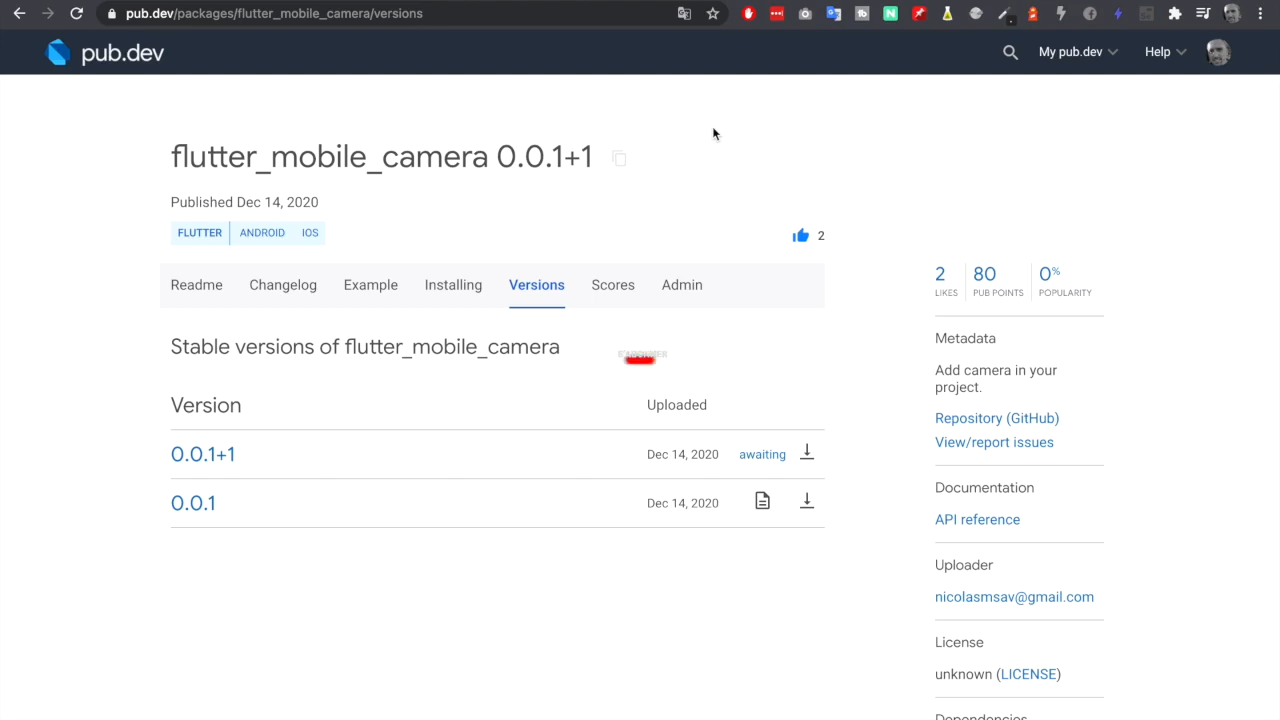 pub.dev/packages/flutter_mobile_camera/versions
pub.dev
My pub.dev
Help
flutter_mobile_camera 0.0.1+1
Published Dec 14, 2020
FLUTTER ANDROID IOS
2
Readme Changelog Example Installing Versions Scores Admin
Stable versions of flutter_mobile_camera
Version Uploaded
0.0.1+1 Dec 14, 2020 awaiting
0.0.1 Dec 14, 2020
2 80 0%
LIKES PUB POINTS POPULARITY
Metadata
Add camera in your
project.
Repository (GitHub)
View/report issues
Documentation
API reference
Uploader
nicolasmsav@gmail.com
License
unknown (LICENSE)
Dependencies